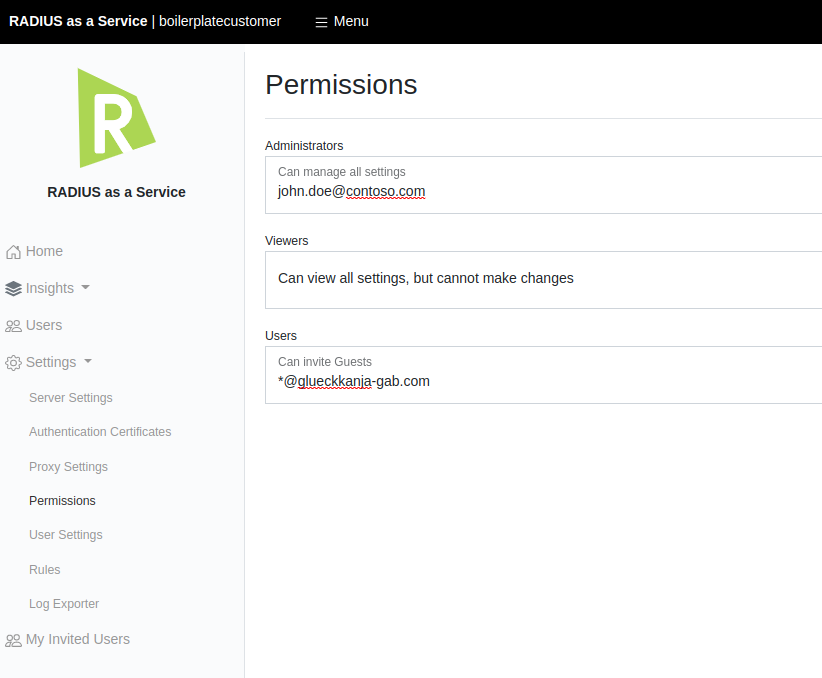 RADIUS as a Service | boilerplatecustomer
Menu
R
RADIUS as a Service
Home
Insights
Users
Settings
Server Settings
Authentication Certificates
Proxy Settings
Permissions
User Settings
Rules
Log Exporter
My Invited Users
Permissions
Administrators
Can manage all settings
john.doe@contoso.com
Viewers
Can view all settings, but cannot make changes
Users
Can invite Guests
*@glueckkanja-gab.com